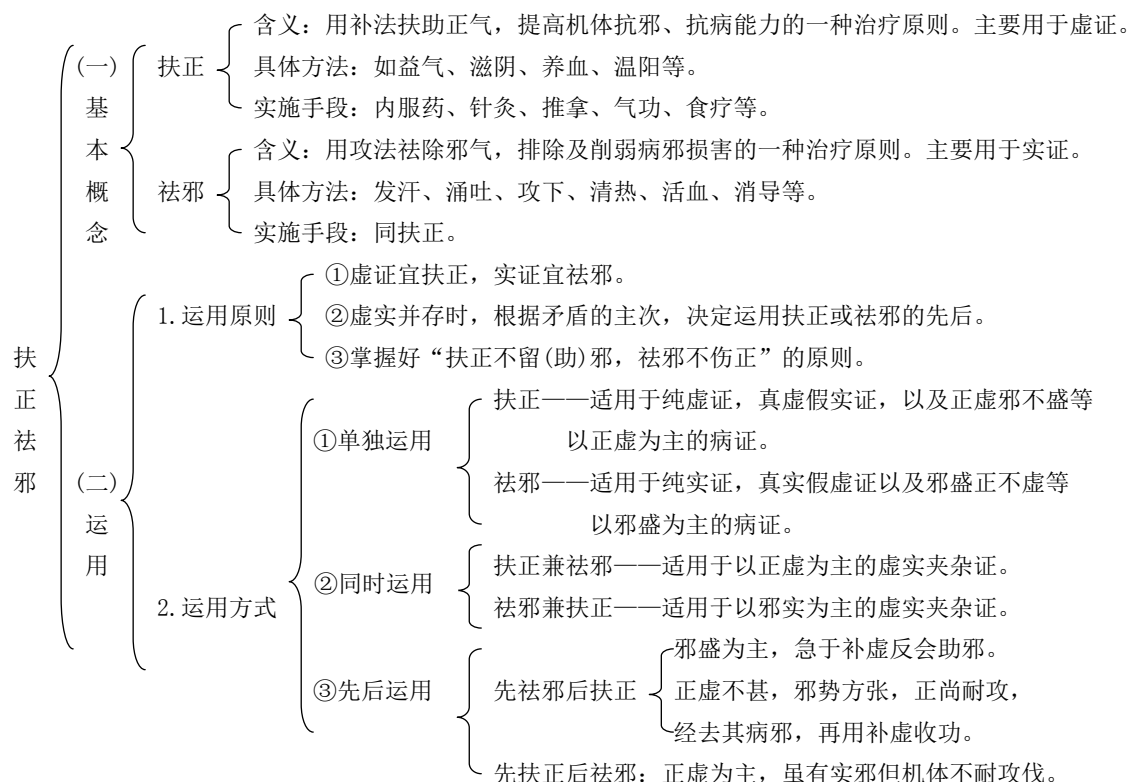 扶正祛邪
(一)基本概念
扶正
含义：用补法扶助正气，提高机体抗邪、抗病能力的一种治疗原则。主要用于虚证。
具体方法：如益气、滋阴、养血、温阳等。
实施手段：内服药、针灸、推拿、气功、食疗等。
祛邪
含义：用攻法祛除邪气，排除及削弱病邪损害的一种治疗原则。主要用于实证。
具体方法：发汗、涌吐、攻下、清热、活血、消导等。
实施手段：同扶正。
(二)运用
1.运用原则
①虚证宜扶正，实证宜祛邪。
②虚实并存时，根据矛盾的主次，决定运用扶正或祛邪的先后。
③掌握好“扶正不留(助)邪，祛邪不伤正”的原则。
2.运用方式
①单独运用
扶正——适用于纯虚证，真虚假实证，以及正虚邪不盛等
以正虚为主的病证。
祛邪——适用于纯实证，真实假虚证以及邪盛正不虚等
以邪盛为主的病证。
②同时运用
扶正兼祛邪——适用于以正虚为主的虚实夹杂证。
祛邪兼扶正——适用于以邪实为主的虚实夹杂证。
③先后运用
先祛邪后扶正
邪盛为主，急于补虚反会助邪。
正虚不甚，邪势方张，正尚耐攻，
经去其病邪，再用补虚收功。
先扶正后祛邪：正虚为主，虽有实邪但机体不耐攻伐。